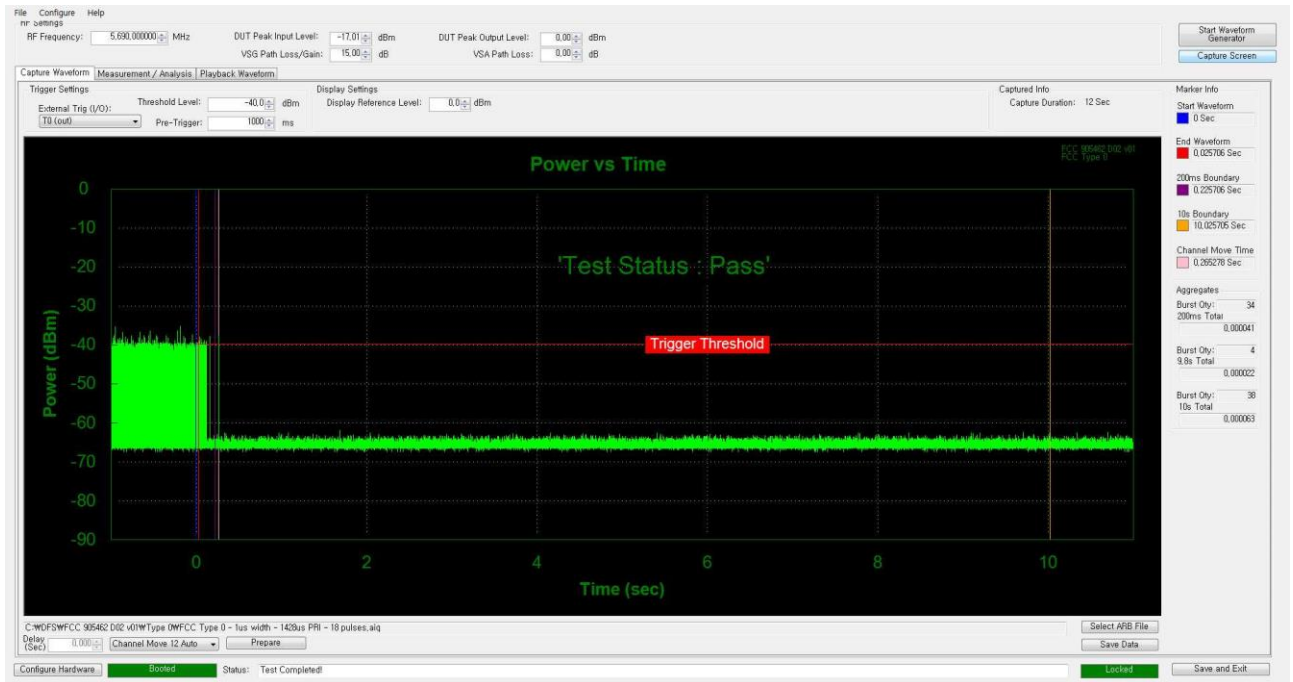 File Configure Help
RF Settings
RF Frequency: 5,690,000000 MHz DUT Peak Input Level: -17,01 dBm DUT Peak Output Level: 0,00 dBm
VSG Path Loss/Gain: 15,00 dB VSA Path Loss: 0,00 dB
Start Waveform Generator
Capture Screen
Capture Waveform Measurement / Analysis Playback Waveform
Trigger Settings
External Trig (I/O): Threshold Level: -40,0 dBm
T0 (out) Pre-Trigger: 1000 ms
Display Settings
Display Reference Level: 0,0 dBm
Captured Info
Capture Duration: 12 Sec
Marker Info
Start Waveform
0 Sec
End Waveform
0,025706 Sec
200ms Boundary
0,225706 Sec
10s Boundary
10,025705 Sec
Channel Move Time
0,265278 Sec
Aggregates
Burst Qty: 34
200ms Total
0,000041
Burst Qty: 4
9,8s Total
0,000022
Burst Qty: 38
10s Total
0,000063
FCC 905462 D02 v01
FCC Type 0
Power vs Time
0
-10
-20
-30
-40
-50
-60
-70
-80
-90
Power (dBm)
'Test Status : Pass'
Trigger Threshold
0 2 4 6 8 10
Time (sec)
C:₩DFS₩FCC 905462 D02 v01₩Type 0₩FCC Type 0 - 1us width - 1428us PRI - 18 pulses,aiq
Select ARB File
Delay (Sec) 0,000 Channel Move 12 Auto Prepare
Save Data
Configure Hardware Booted Status: Test Completed! Locked Save and Exit